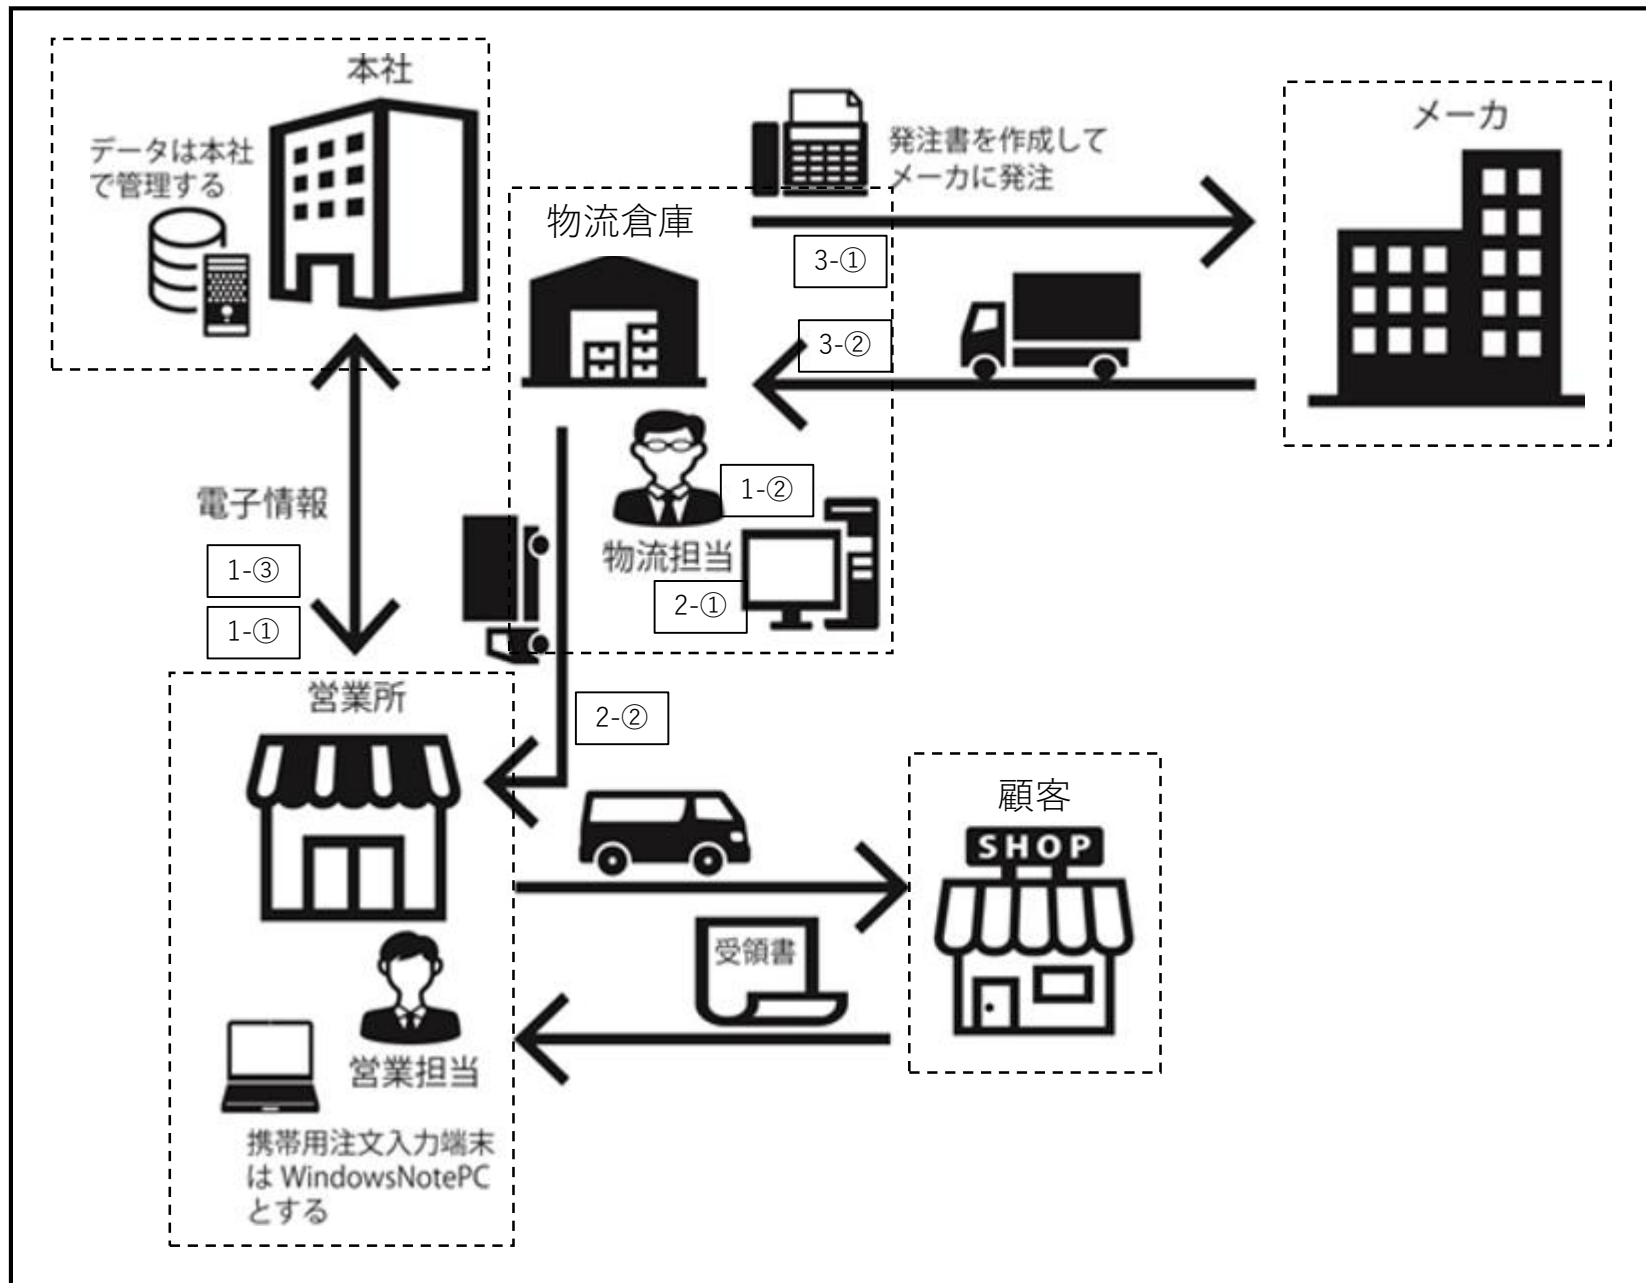 本社
データは本社
で管理する
発注書を作成して
メーカに発注
メーカ
物流倉庫
3-①
3-②
1-②
物流担当
2-①
電子情報
1-③
1-①
2-②
営業所
顧客
SHOP
受領書
営業担当
携帯用注文入力端末
は WindowsNotePC
とする